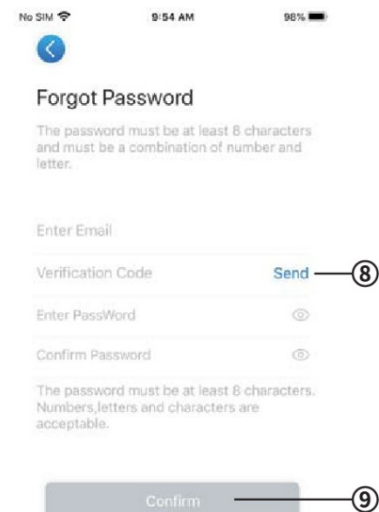 No SIM 9:54 AM 98%
Forgot Password
The password must be at least 8 characters
and must be a combination of number and
letter.
Enter Email
Verification Code Send ⑧
Enter PassWord
Confirm Password
The password must be at least 8 characters.
Numbers,letters and characters are
acceptable.
Confirm ⑨